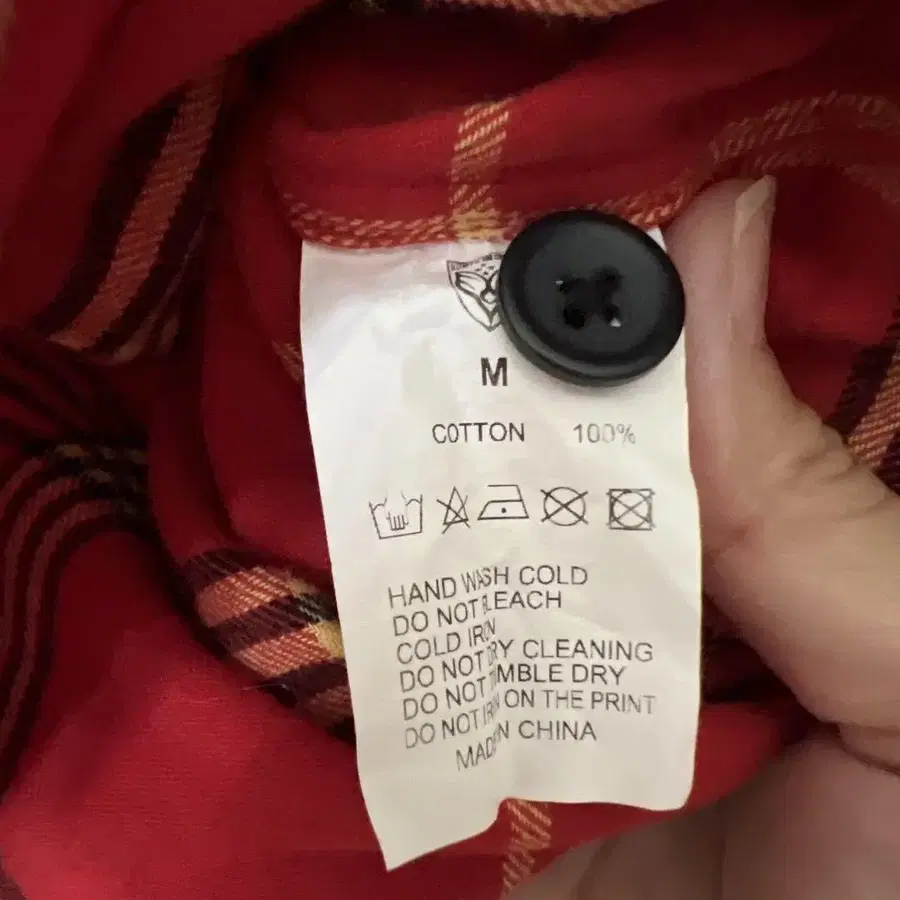 M
COTTON 100%
HAND WASH COLD
DO NOT BLEACH
COLD IRON
DO NOT DRY CLEANING
DO NOT TUMBLE DRY
DO NOT IRON ON THE PRINT
MADE IN CHINA